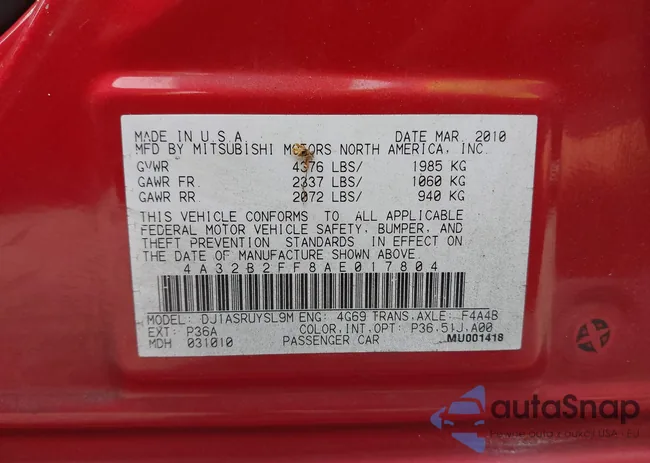 MADE IN U.S.A. DATE MAR. 2010
MFD BY MITSUBISHI MOTORS NORTH AMERICA, INC.
GVWR 4376 LBS/ 1985 KG
GAWR FR. 2337 LBS/ 1060 KG
GAWR RR 2072 LBS/ 940 KG
THIS VEHICLE CONFORMS TO ALL APPLICABLE
FEDERAL MOTOR VEHICLE SAFETY, BUMPER, AND
THEFT PREVENTION STANDARDS IN EFFECT ON
THE DATE OF MANUFACTURE SHOWN ABOVE.
4A32B2FF8AE017804
MODEL: DJ1ASRUYSL9M ENG: 4G69 TRANS,AXLE: F4A4B
EXT: P36A COLOR,INT,OPT: P36,51J,A00
MDH 031010 PASSENGER CAR MU001418
autoSnap
USA - EU